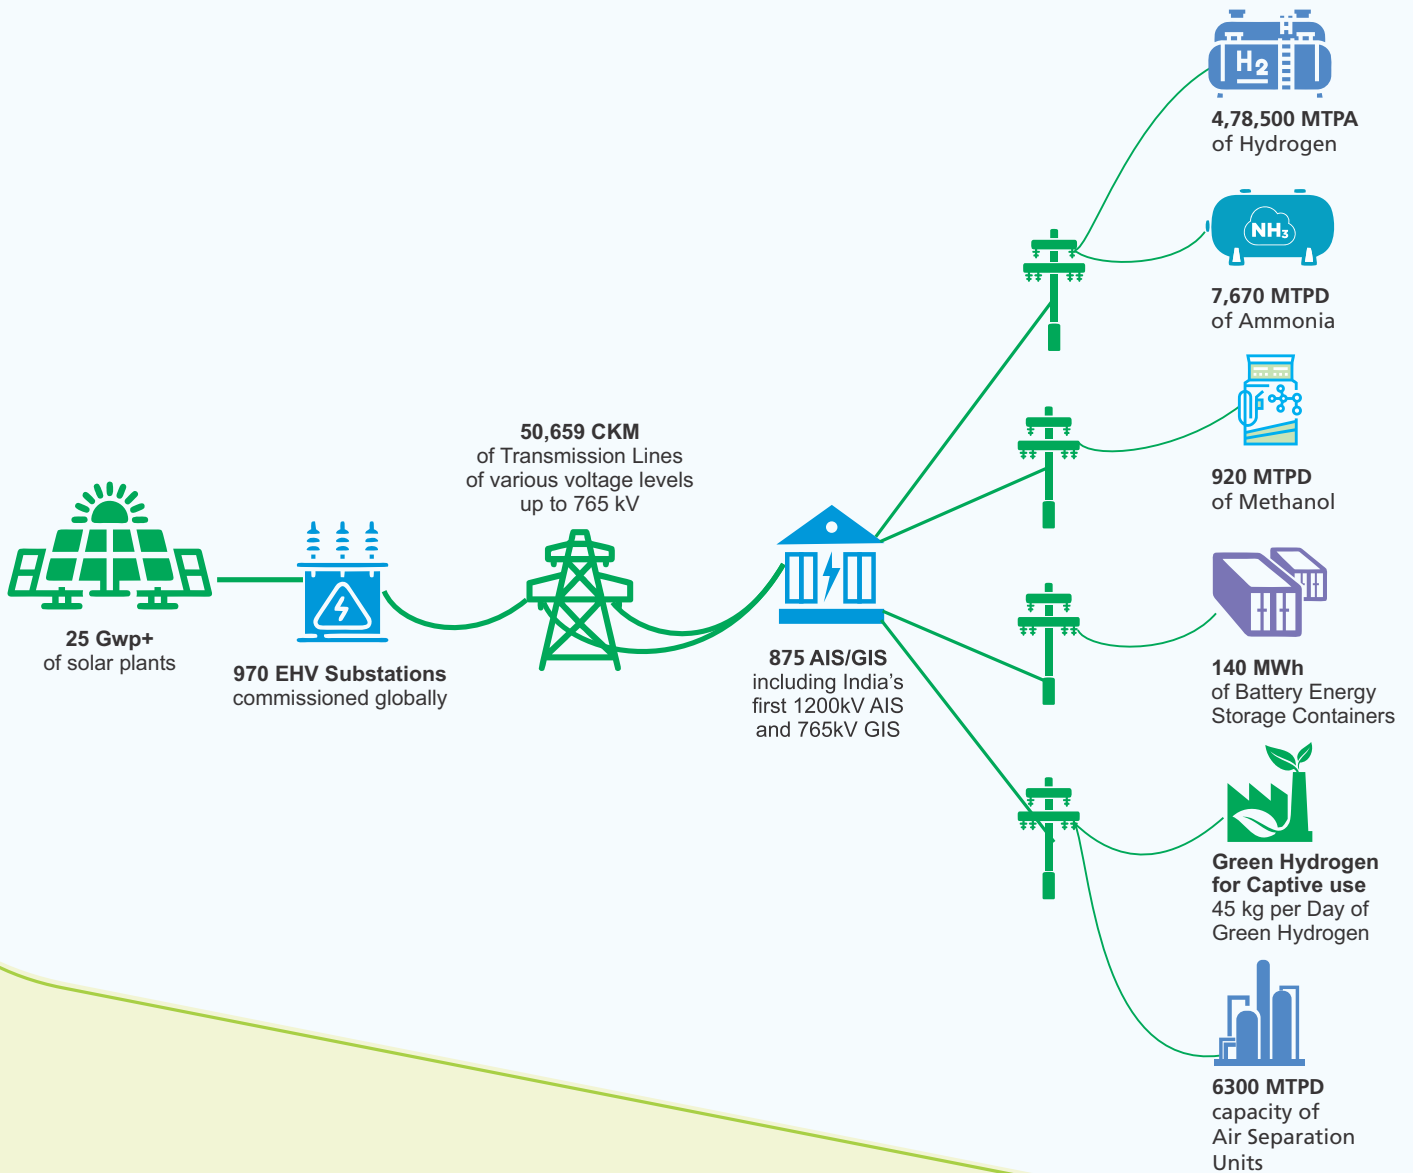 25 Gwp+
of solar plants
970 EHV Substations
commissioned globally
50,659 CKM
of Transmission Lines
of various voltage levels
up to 765 kV
875 AIS/GIS
including India's
first 1200kV AIS
and 765kV GIS
H2
4,78,500 MTPA
of Hydrogen
NH3
7,670 MTPD
of Ammonia
920 MTPD
of Methanol
140 MWh
of Battery Energy
Storage Containers
Green Hydrogen
for Captive use
45 kg per Day of
Green Hydrogen
6300 MTPD
capacity of
Air Separation
Units